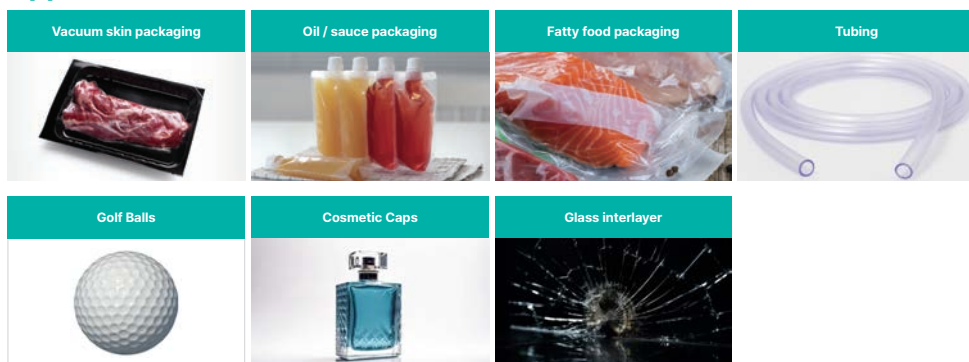 Vacuum skin packaging
Oil / sauce packaging
Fatty food packaging
Tubing
Golf Balls
Cosmetic Caps
Glass interlayer